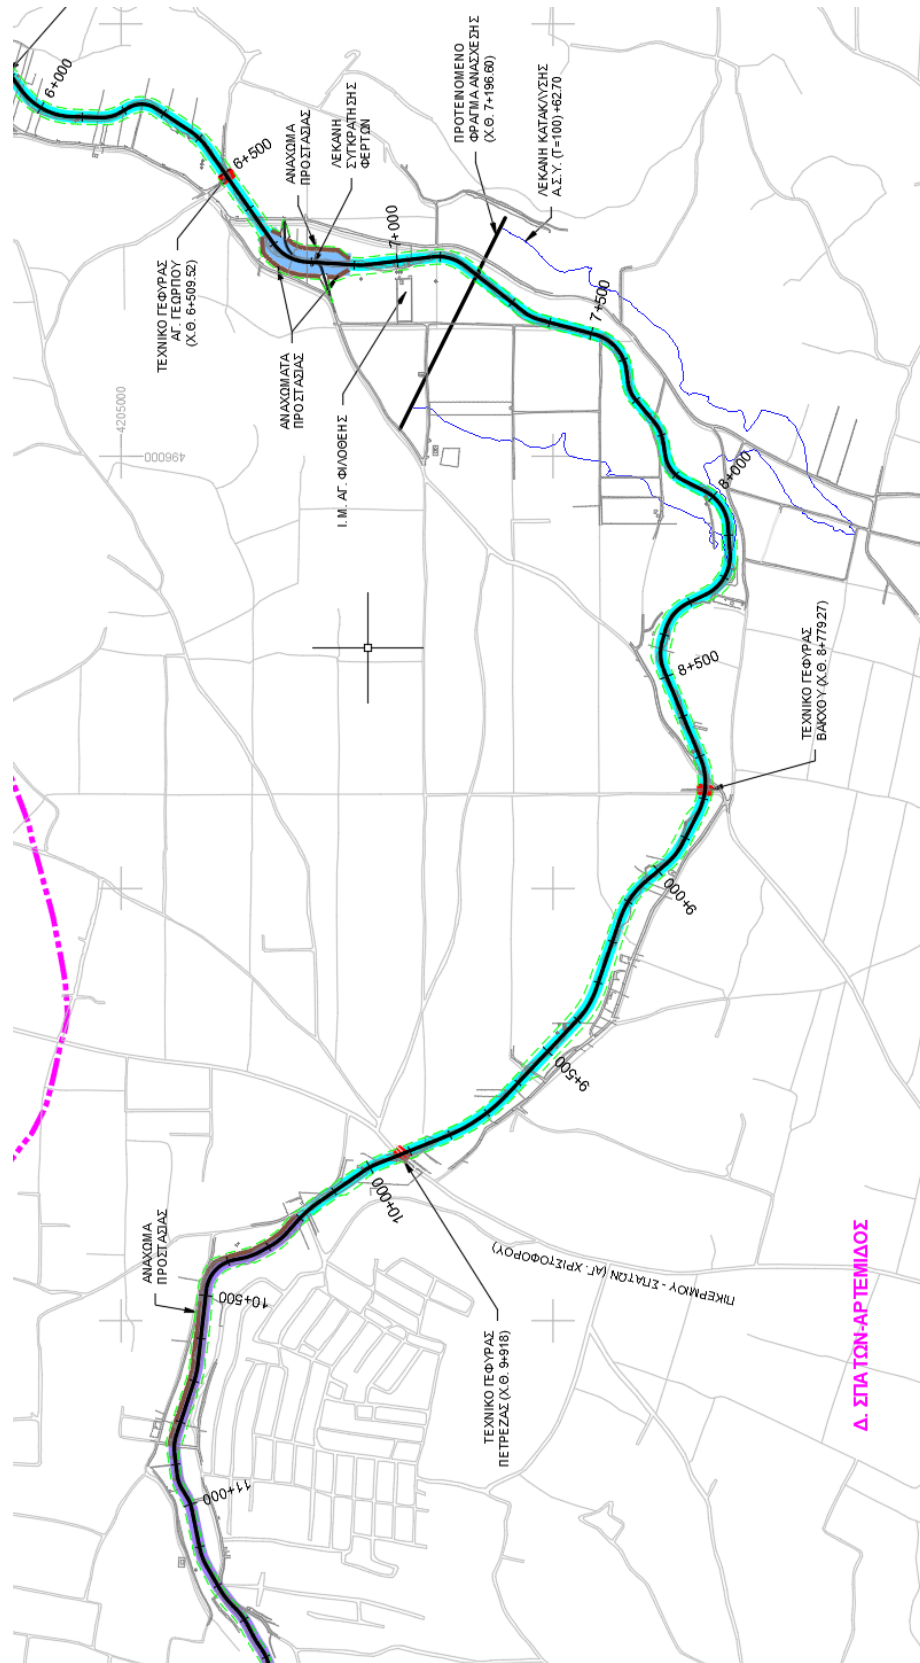 6+000
6+500
ΤΕΧΝΙΚΟ ΓΕΦΥΡΑΣ
ΑΓ. ΓΕΩΡΓΙΟΥ
(Χ.Θ. 6+509.52)
ΑΝΑΧΩΜΑ
ΠΡΟΣΤΑΣΙΑΣ
ΛΕΚΑΝΗ
ΣΥΓΚΡΑΤΗΣΗΣ
ΦΕΡΤΩΝ
ΠΡΟΤΕΙΝΟΜΕΝΟ
ΦΡΑΓΜΑ ΑΝΑΣΧΕΣΗΣ
(Χ.Θ. 7+196.60)
ΛΕΚΑΝΗ ΚΑΤΑΚΛΥΣΗΣ
Α.Σ.Υ. (Τ=100) +62.70
7+000
7+500
ΑΝΑΧΩΜΑΤΑ
ΠΡΟΣΤΑΣΙΑΣ
Ι. Μ. ΑΓ. ΦΙΛΟΘΕΗΣ
4205000
496000
8+000
8+500
ΤΕΧΝΙΚΟ ΓΕΦΥΡΑΣ
ΒΑΚΧΟΥ (Χ.Θ. 8+779.27)
9+000
9+500
10+000
ΤΕΧΝΙΚΟ ΓΕΦΥΡΑΣ
ΠΕΤΡΕΖΑΣ (Χ.Θ. 9+918)
ΠΙΚΕΡΜΙΟΥ - ΣΠΑΤΩΝ (ΑΓ. ΧΡΙΣΤΟΦΟΡΟΥ)
ΑΝΑΧΩΜΑ
ΠΡΟΣΤΑΣΙΑΣ
10+500
11+000
Δ. ΣΠΑΤΩΝ-ΑΡΤΕΜΙΔΟΣ